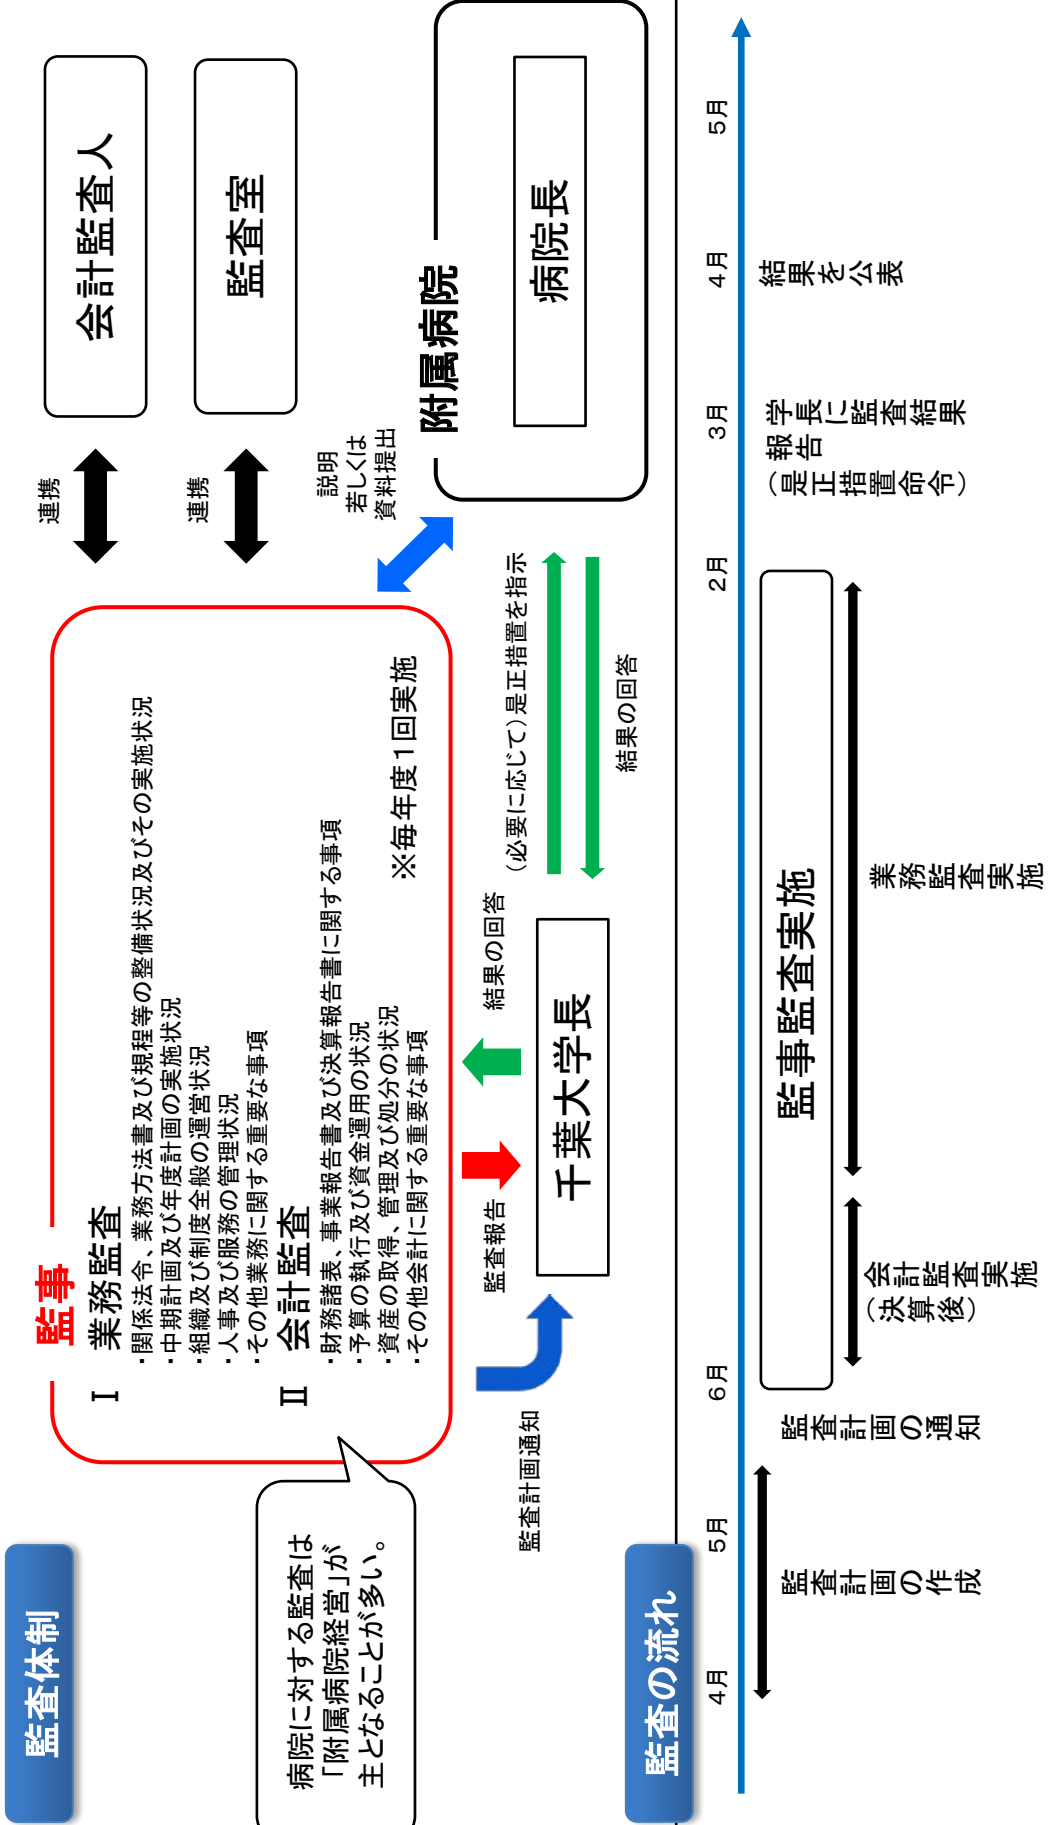 監査体制
監事
Ⅰ 業務監査
・関係法令、業務方法書及び規程等の整備状況及びその実施状況
・中期計画及び年度計画の実施状況
・組織及び制度全般の運営状況
・人事及び服務の管理状況
・その他業務に関する重要な事項
Ⅱ 会計監査
・財務諸表、事業報告書及び決算報告書に関する事項
・予算の執行及び資金運用の状況
・資産の取得、管理及び処分の状況
・その他会計に関する重要な事項
※毎年度1回実施
病院に対する監査は
「附属病院経営」が
主となることが多い。
連携
会計監査人
連携
監査室
説明
若しくは
資料提出
附属病院
病院長
監査計画通知
監査報告
結果の回答
千葉大学長
(必要に応じて)是正措置を指示
結果の回答
監査の流れ
4月
5月
6月
2月
3月
4月
5月
監査計画の作成
監査計画の通知
監事監査実施
会計監査実施
(決算後)
業務監査実施
学長に監査結果
報告
(是正措置命令)
結果を公表